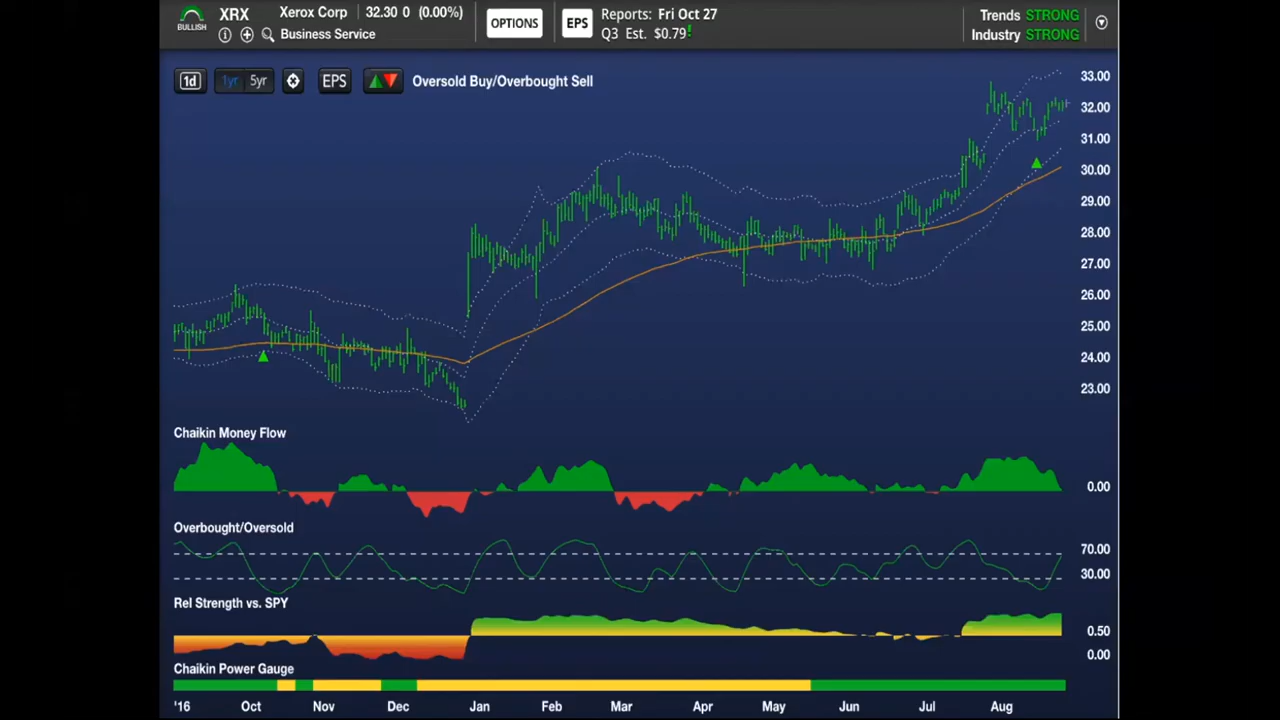 XRX Xerox Corp 32.30 0 (0.00%) OPTIONS EPS Reports: Fri Oct 27 Trends STRONG
BULLISH Business Service Q3 Est. $0.79! Industry STRONG
1d 1yr 5yr EPS Oversold Buy/Overbought Sell
33.00
32.00
31.00
30.00
29.00
28.00
27.00
26.00
25.00
24.00
23.00
Chaikin Money Flow
0.00
Overbought/Oversold
70.00
30.00
Rel Strength vs. SPY
0.50
0.00
Chaikin Power Gauge
'16 Oct Nov Dec Jan Feb Mar Apr May Jun Jul Aug